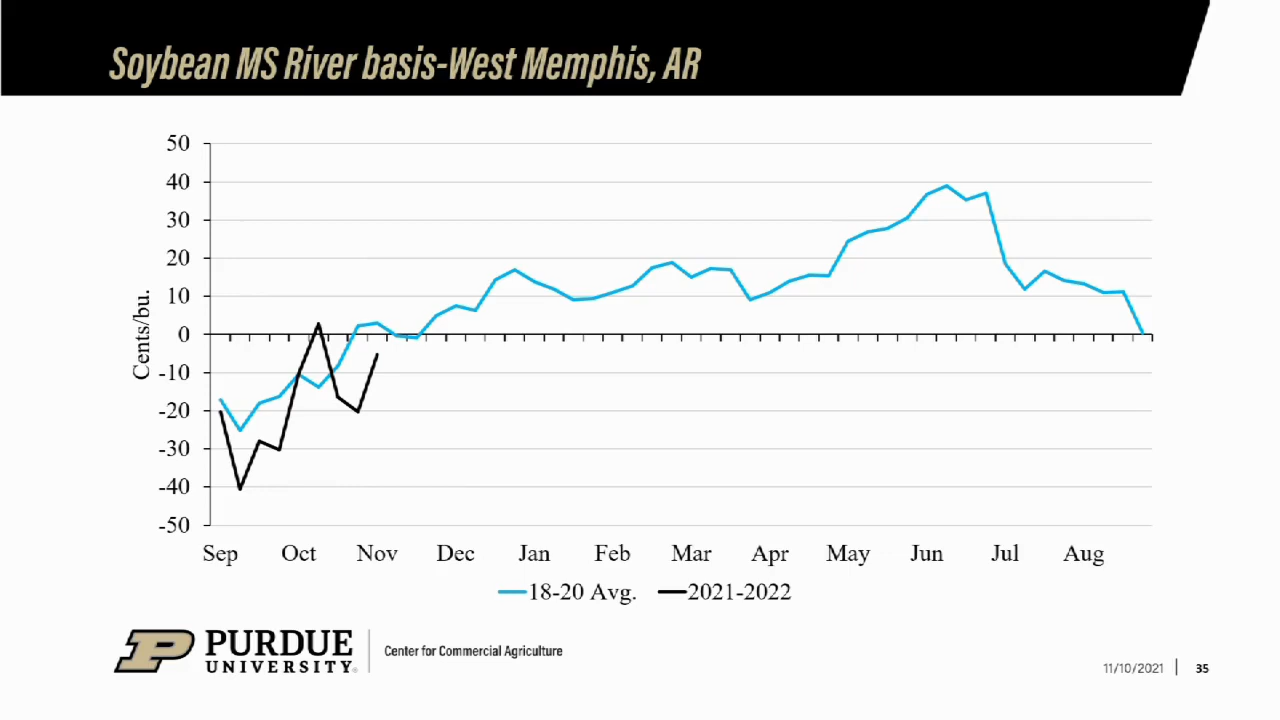 Soybean MS River basis-West Memphis, AR
50
40
30
20
10
0
-10
-20
-30
-40
-50
Cents/bu.
Sep Oct Nov Dec Jan Feb Mar Apr May Jun Jul Aug
18-20 Avg. 2021-2022
P PURDUE
UNIVERSITY®
Center for Commercial Agriculture
11/10/2021 | 35